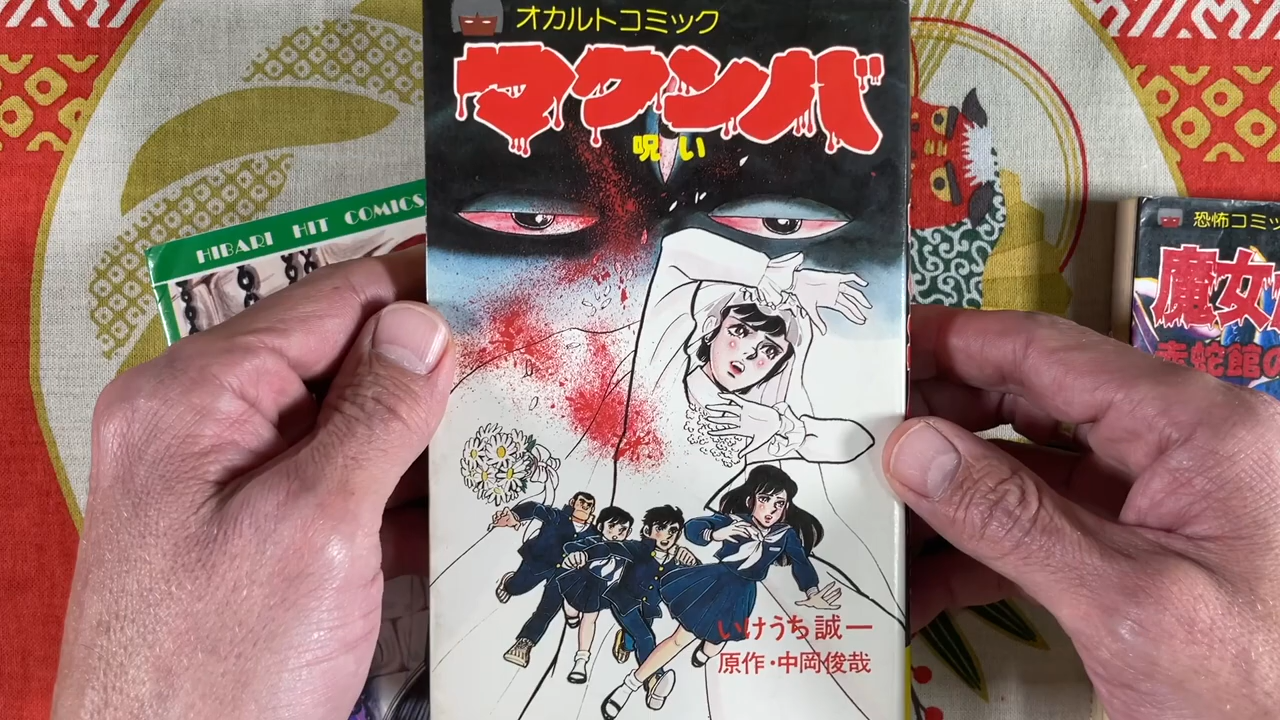 オカルトコミック
マクンバ
呪い
HIBARI HIT COMICS
恐怖コミ
魔女
赤蛇館の
いけうち誠一
原作・中岡俊哉